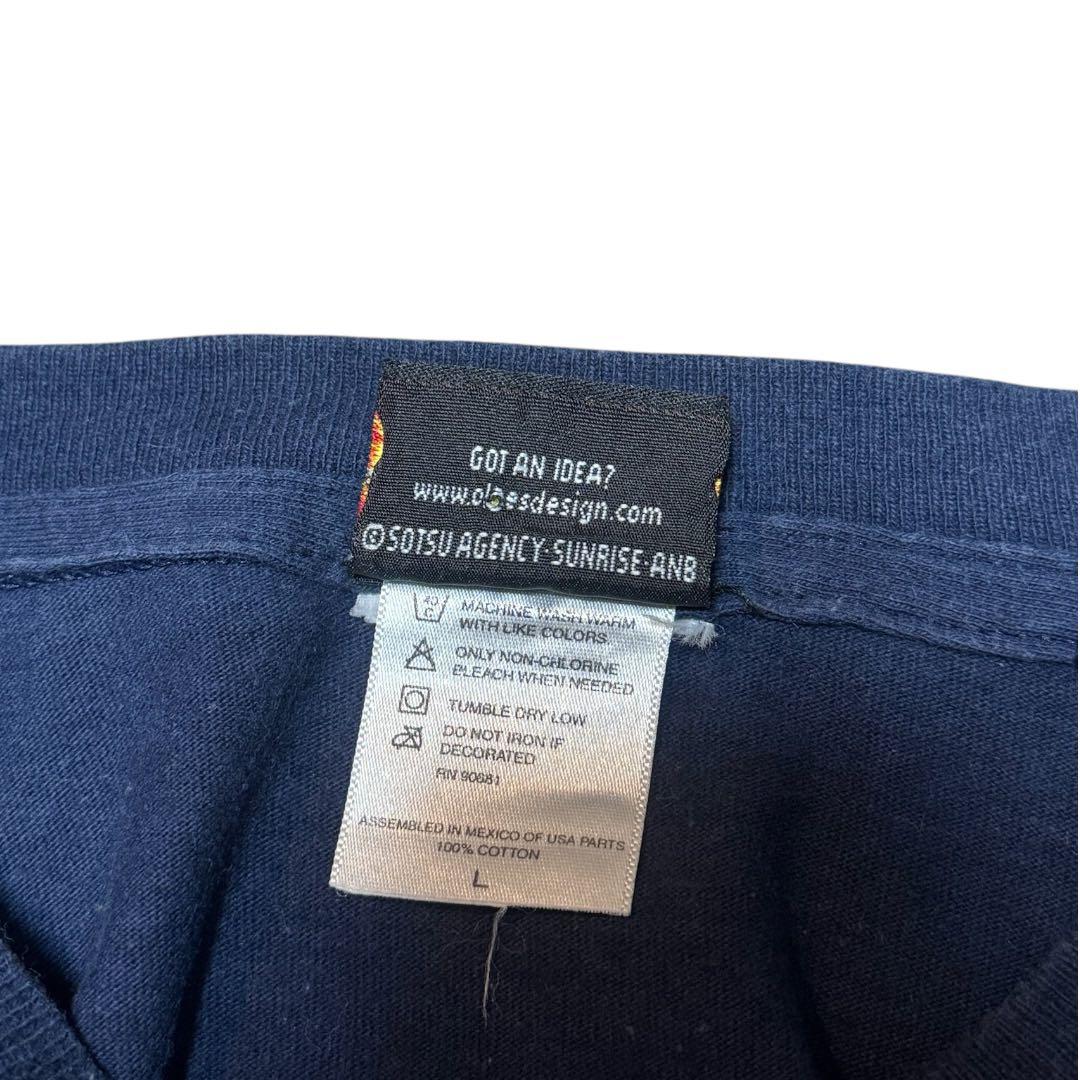 GOT AN IDEA?
www.olaesdesign.com
© SOTSU AGENCY·SUNRISE·ANB
MACHINE WASH WARM
WITH LIKE COLORS.
ONLY NON-CHLORINE
BLEACH WHEN NEEDED
TUMBLE DRY LOW
DO NOT IRON IF
DECORATED
RN 90681
ASSEMBLED IN MEXICO OF USA PARTS
100% COTTON
L